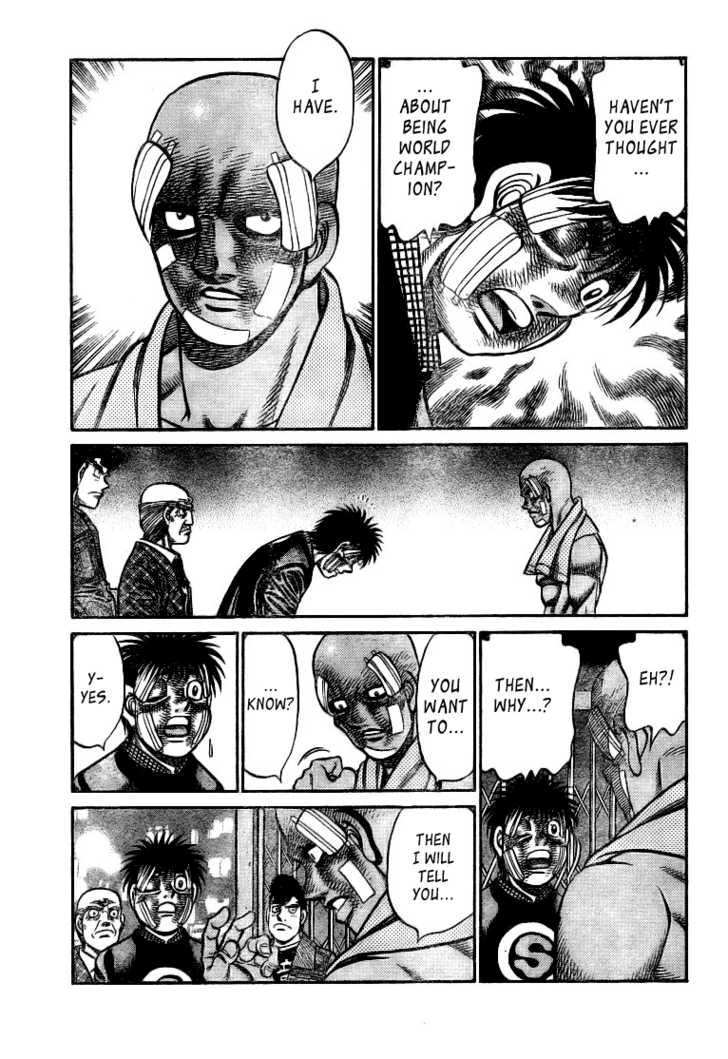 HAVEN'T
YOU EVER
THOUGHT
...
...
ABOUT
BEING
WORLD
CHAMP-
ION?
I
HAVE.
EH?!
THEN...
WHY...?
YOU
WANT
TO...
...
KNOW?
Y-
YES.
THEN
I WILL
TELL
YOU...
S
S